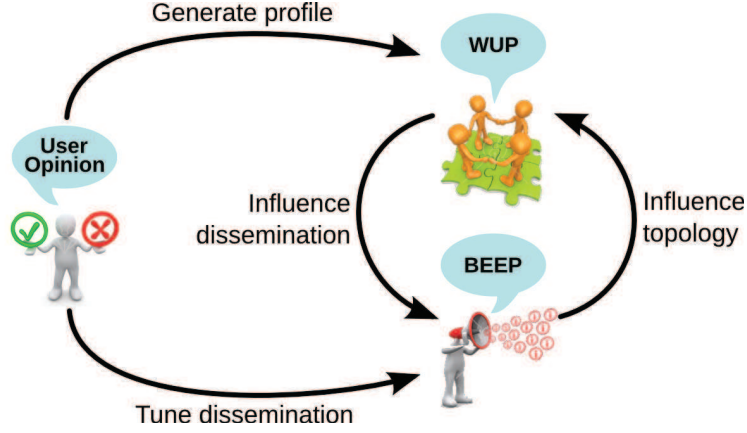 Generate profile
WUP
User
Opinion
Influence
dissemination
Influence
topology
BEEP
Tune dissemination